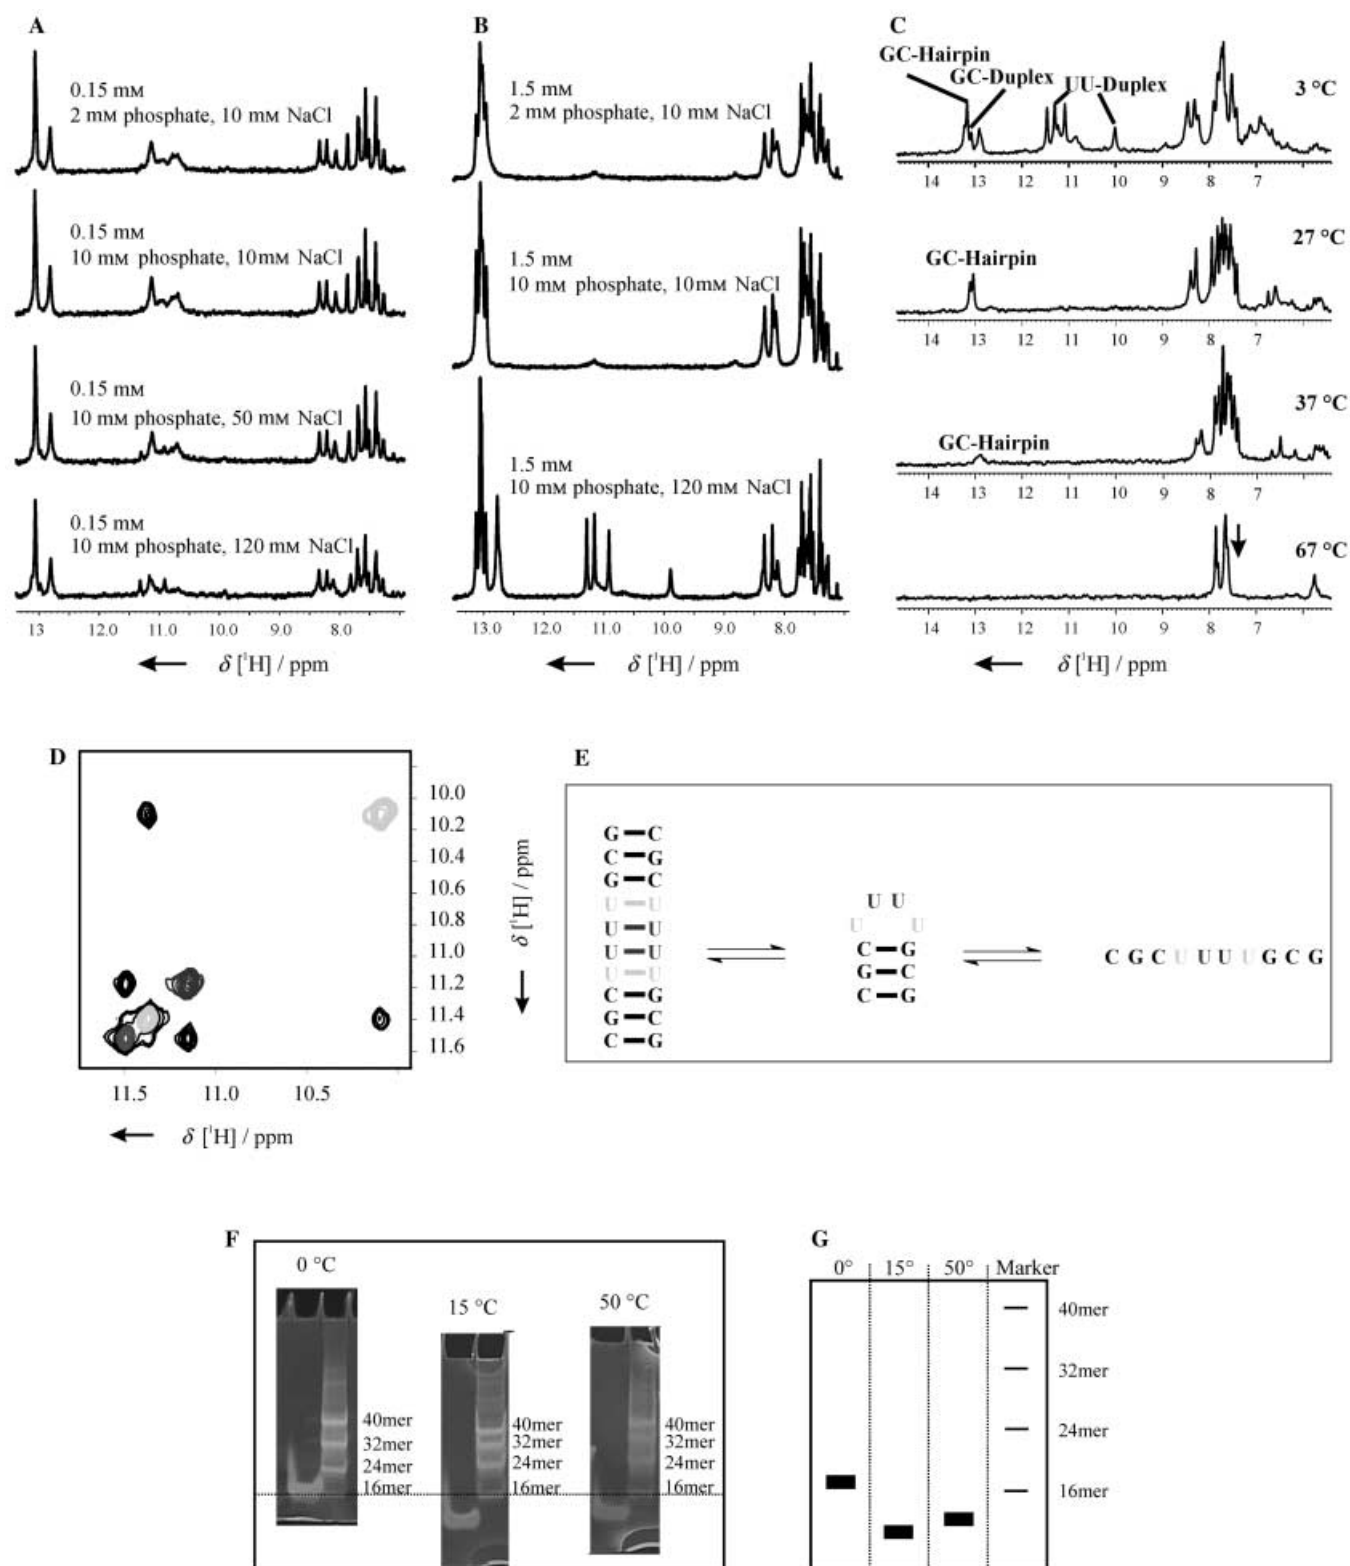 A
0.15 mM
2 mM phosphate, 10 mM NaCl
0.15 mM
10 mM phosphate, 10mM NaCl
0.15 mM
10 mM phosphate, 50 mM NaCl
0.15 mM
10 mM phosphate, 120 mM NaCl
13 12.0 11.0 10.0 9.0 8.0
δ [¹H] / ppm
B
1.5 mM
2 mM phosphate, 10 mM NaCl
1.5 mM
10 mM phosphate, 10mM NaCl
1.5 mM
10 mM phosphate, 120 mM NaCl
13.0 12.0 11.0 10.0 9.0 8.0
δ [¹H] / ppm
C
GC-Hairpin
GC-Duplex
UU-Duplex
3 °C
14 13 12 11 10 9 8 7
27 °C
GC-Hairpin
14 13 12 11 10 9 8 7
37 °C
GC-Hairpin
14 13 12 11 10 9 8 7
67 °C
14 13 12 11 10 9 8 7
δ [¹H] / ppm
D
10.0
10.2
10.4
10.6
10.8
11.0
11.2
11.4
11.6
δ [¹H] / ppm
11.5 11.0 10.5
δ [¹H] / ppm
E
G C
C G
G C
U U
U U
U U
U U
C G
G C
C G
U U
U U
C G
G C
C G
C G C U U U U G C G
F
0 °C
40mer
32mer
24mer
16mer
15 °C
40mer
32mer
24mer
16mer
50 °C
40mer
32mer
24mer
16mer
G
0° 15° 50° Marker
40mer
32mer
24mer
16mer